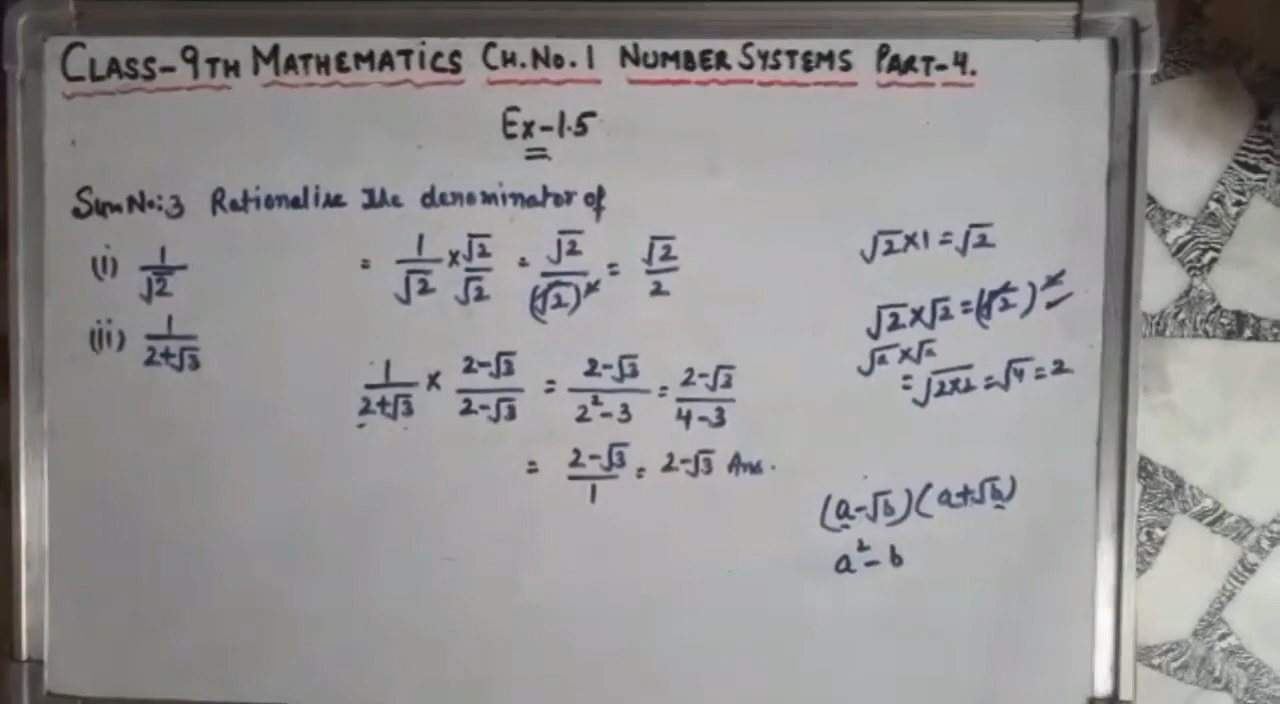 CLASS-9TH MATHEMATICS CH.NO.1 NUMBER SYSTEMS PART-4.
Ex-1.5
Sum No:3 Rationalise the denominator of
(i) 1/√2 = 1/√2 × √2/√2 = √2/(√2)² = √2/2
(ii) 1/(2+√3)
1/(2+√3) × (2-√3)/(2-√3) = (2-√3)/(2²-3) = (2-√3)/(4-3)
= (2-√3)/1 = 2-√3 Ans.
√2×1=√2
√2×√2=(√2)²
√a×√a
=√2×2=√4=2
(a-√b)(a+√b)
a²-b